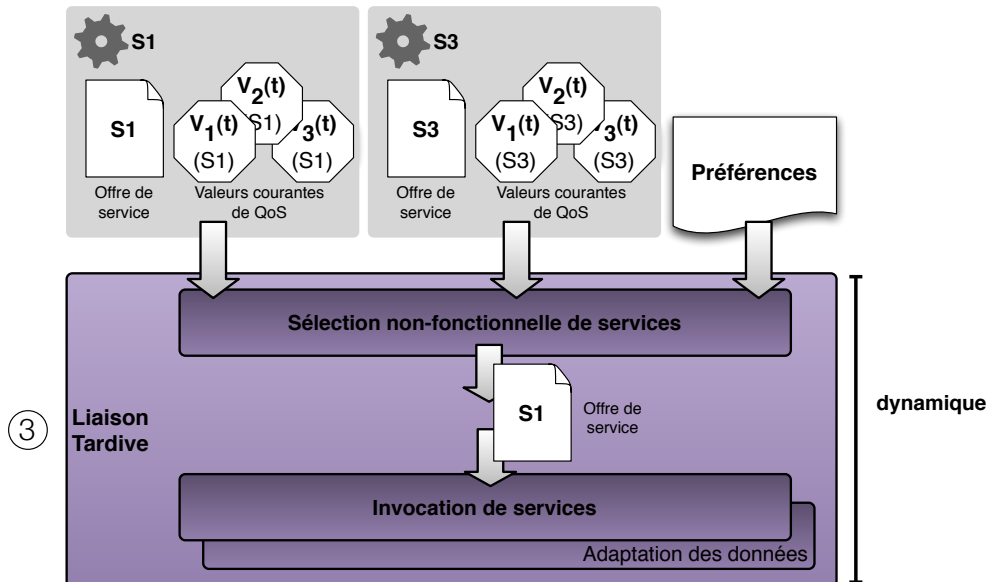 S1
S3
S1
V1(t)
(S1)
V2(t)
(S1)
V3(t)
(S1)
Offre de
service
Valeurs courantes
de QoS
S3
V1(t)
(S3)
V2(t)
(S3)
V3(t)
(S3)
Offre de
service
Valeurs courantes
de QoS
Préférences
Sélection non-fonctionnelle de services
3
Liaison
Tardive
S1
Offre de
service
dynamique
Invocation de services
Adaptation des données